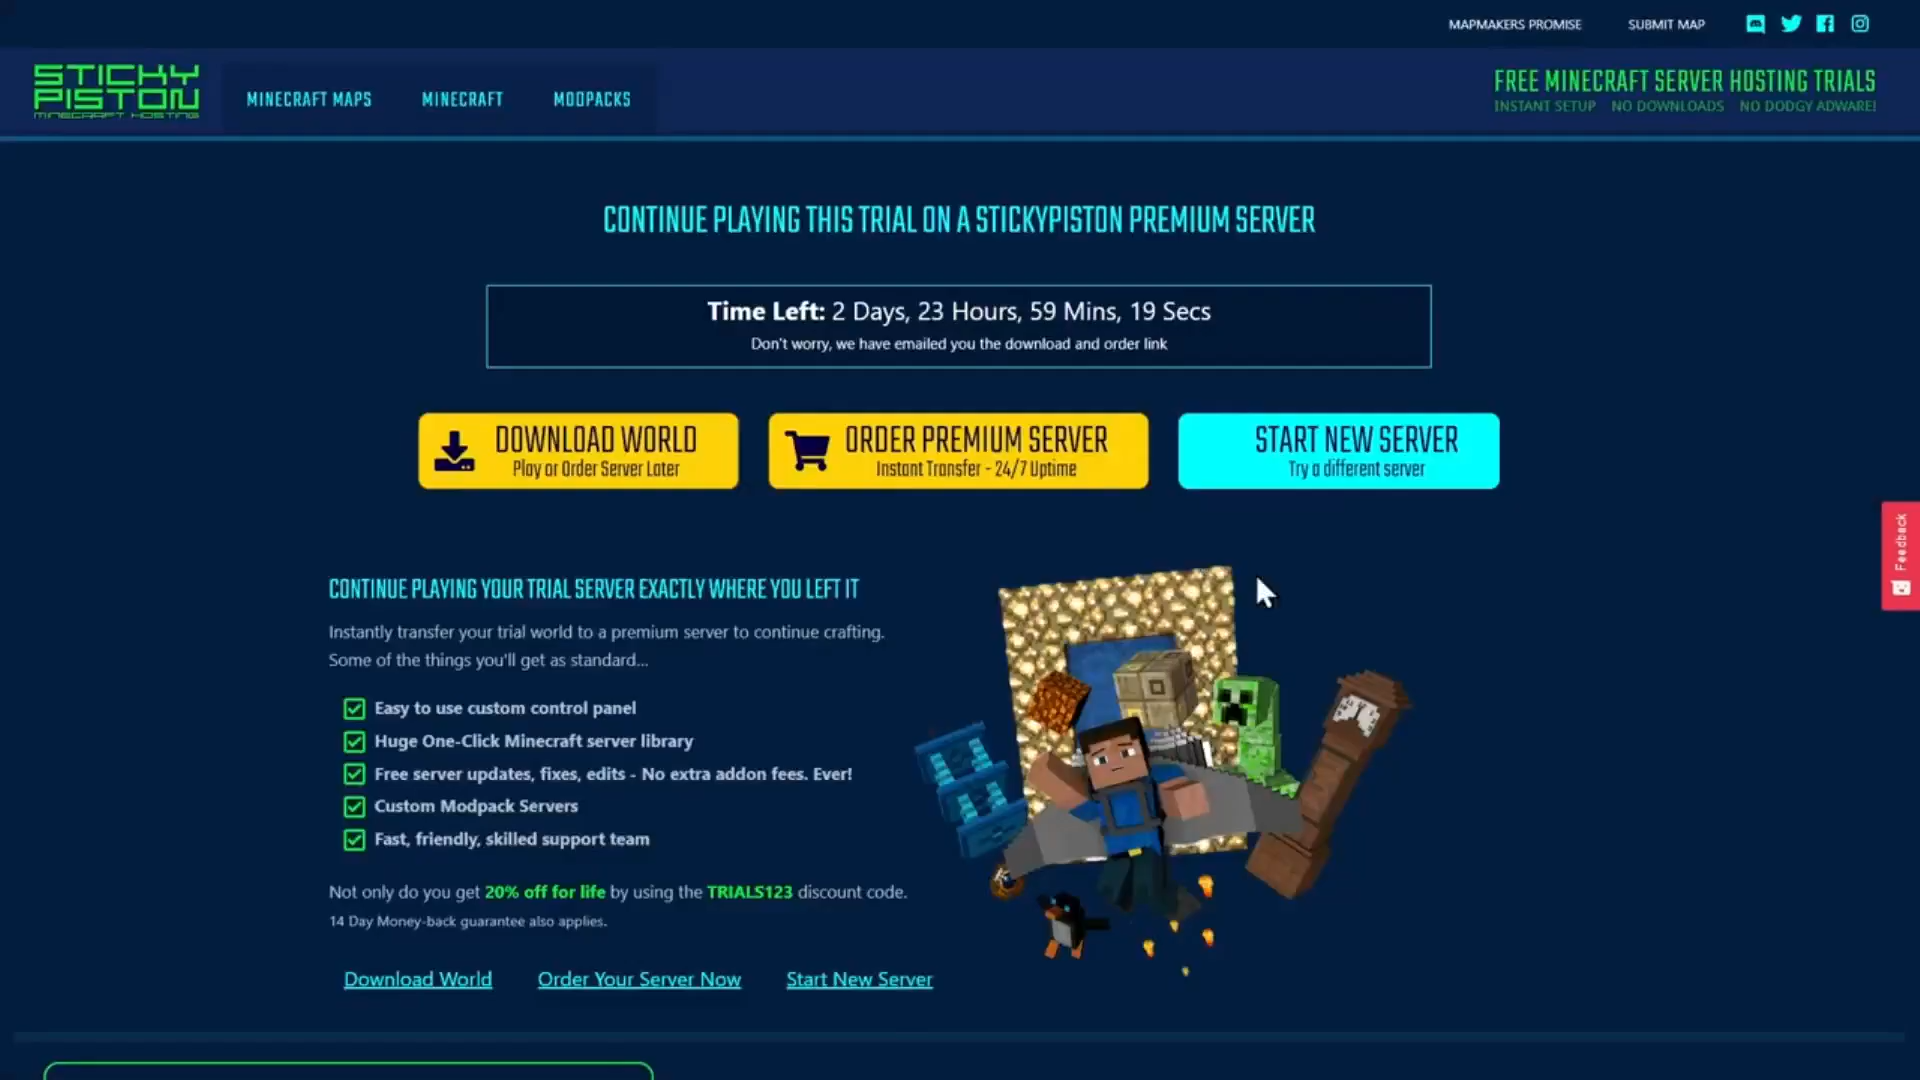 MAPMAKERS PROMISE SUBMIT MAP
STICKY
PISTON
MINECRAFT HOSTING
MINECRAFT MAPS MINECRAFT MODPACKS
FREE MINECRAFT SERVER HOSTING TRIALS
INSTANT SETUP NO DOWNLOADS NO DODGY ADWARE!
CONTINUE PLAYING THIS TRIAL ON A STICKYPISTON PREMIUM SERVER
Time Left: 2 Days, 23 Hours, 59 Mins, 19 Secs
Don't worry, we have emailed you the download and order link
DOWNLOAD WORLD
Play or Order Server Later
ORDER PREMIUM SERVER
Instant Transfer - 24/7 Uptime
START NEW SERVER
Try a different server
Feedback
CONTINUE PLAYING YOUR TRIAL SERVER EXACTLY WHERE YOU LEFT IT
Instantly transfer your trial world to a premium server to continue crafting.
Some of the things you'll get as standard...
Easy to use custom control panel
Huge One-Click Minecraft server library
Free server updates, fixes, edits - No extra addon fees. Ever!
Custom Modpack Servers
Fast, friendly, skilled support team
Not only do you get 20% off for life by using the TRIALS123 discount code.
14 Day Money-back guarantee also applies.
Download World Order Your Server Now Start New Server